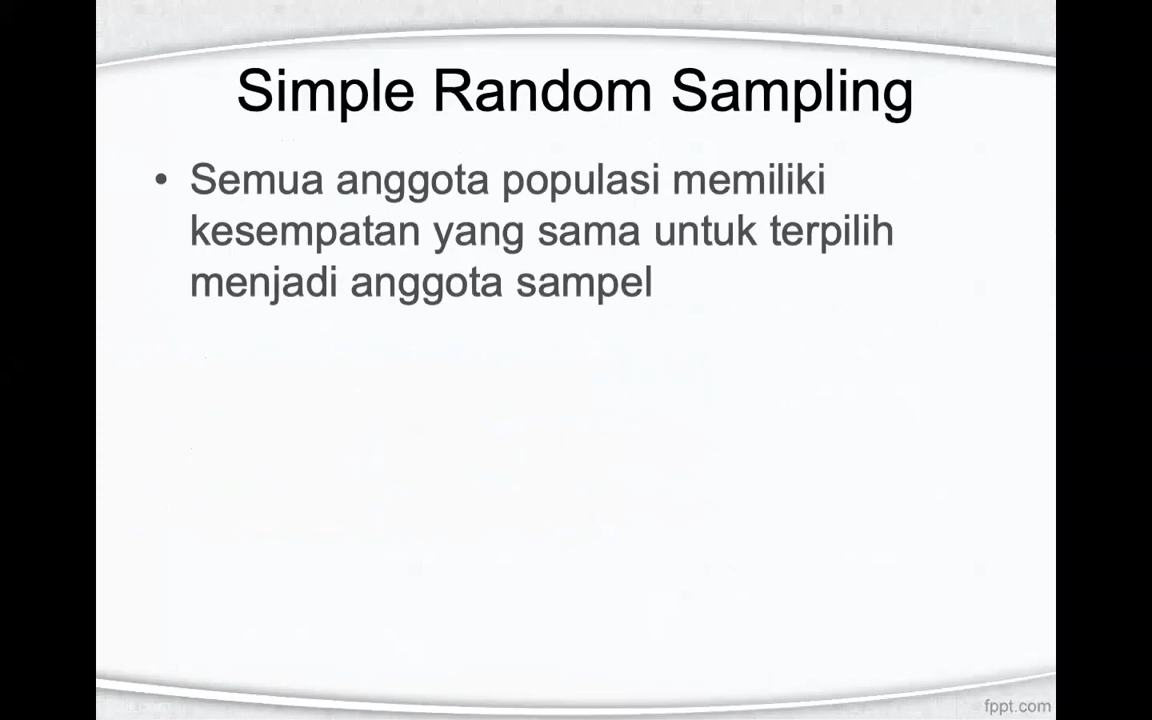 Simple Random Sampling
• Semua anggota populasi memiliki
kesempatan yang sama untuk terpilih
menjadi anggota sampel
fppt.com